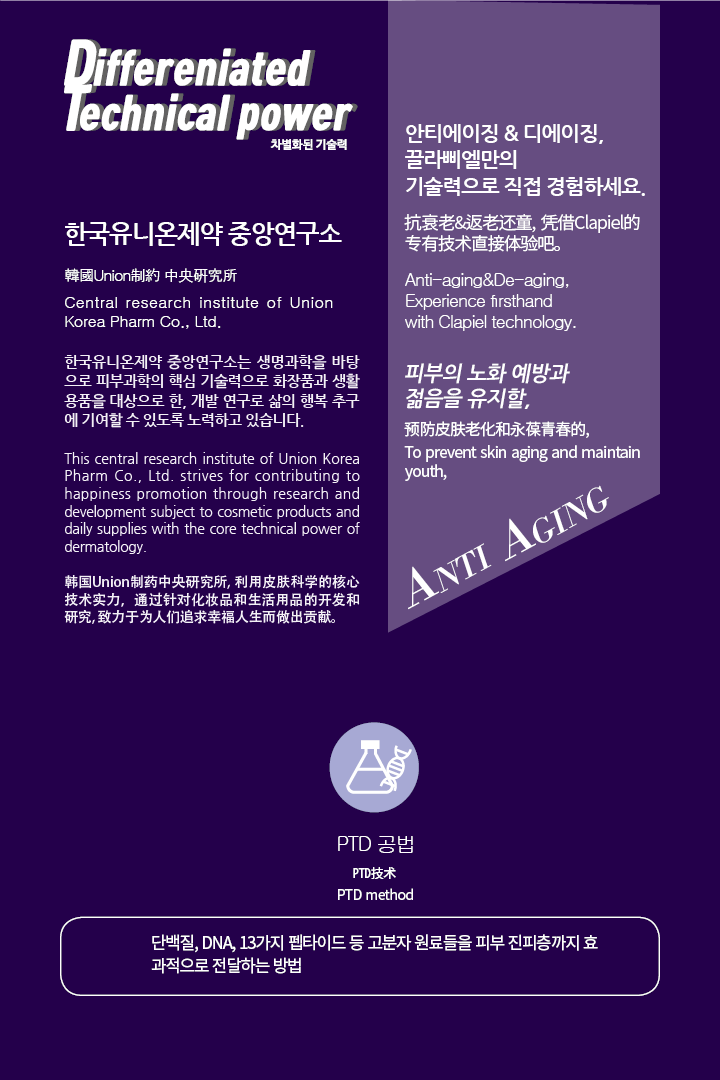 Differeniated
Technical power
차별화된 기술력
한국유니온제약 중앙연구소
韓國Union制約 中央研究所
Central research institute of Union
Korea Pharm Co., Ltd.
한국유니온제약 중앙연구소는 생명과학을 바탕
으로 피부과학의 핵심 기술력으로 화장품과 생활
용품을 대상으로 한, 개발 연구로 삶의 행복 추구
에 기여할 수 있도록 노력하고 있습니다.
This central research institute of Union Korea
Pharm Co., Ltd. strives for contributing to
happiness promotion through research and
development subject to cosmetic products and
daily supplies with the core technical power of
dermatology.
韩国Union制药中央研究所, 利用皮肤科学的核心
技术实力，通过针对化妆品和生活用品的开发和
研究, 致力于为人们追求幸福人生而做出贡献。
안티에이징 & 디에이징,
끌라삐엘만의
기술력으로 직접 경험하세요.
抗衰老&返老还童, 凭借Clapiel的
专有技术直接体验吧。
Anti-aging&De-aging,
Experience firsthand
with Clapiel technology.
피부의 노화 예방과
젊음을 유지할,
预防皮肤老化和永葆青春的,
To prevent skin aging and maintain
youth,
ANTI AGING
PTD 공법
PTD技术
PTD method
단백질, DNA, 13가지 펩타이드 등 고분자 원료들을 피부 진피층까지 효
과적으로 전달하는 방법